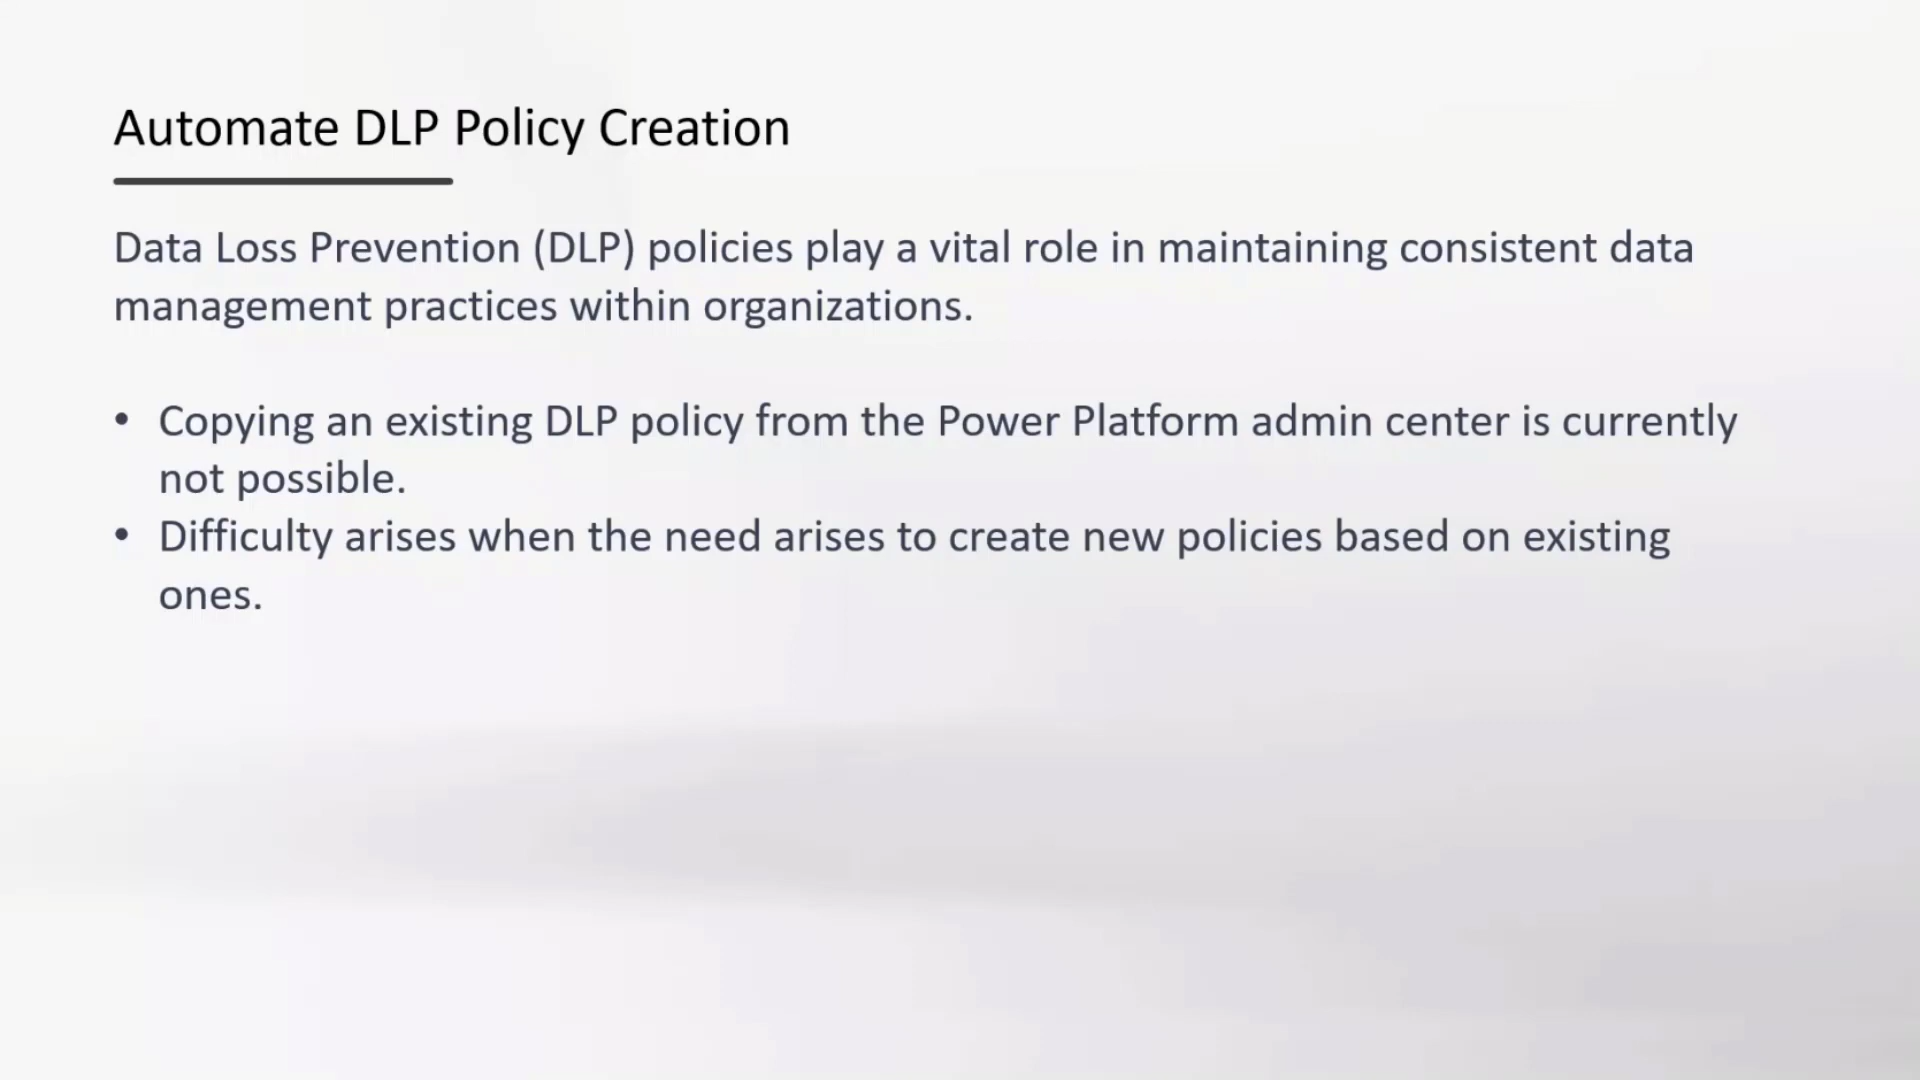 Automate DLP Policy Creation
Data Loss Prevention (DLP) policies play a vital role in maintaining consistent data
management practices within organizations.
• Copying an existing DLP policy from the Power Platform admin center is currently
not possible.
• Difficulty arises when the need arises to create new policies based on existing
ones.